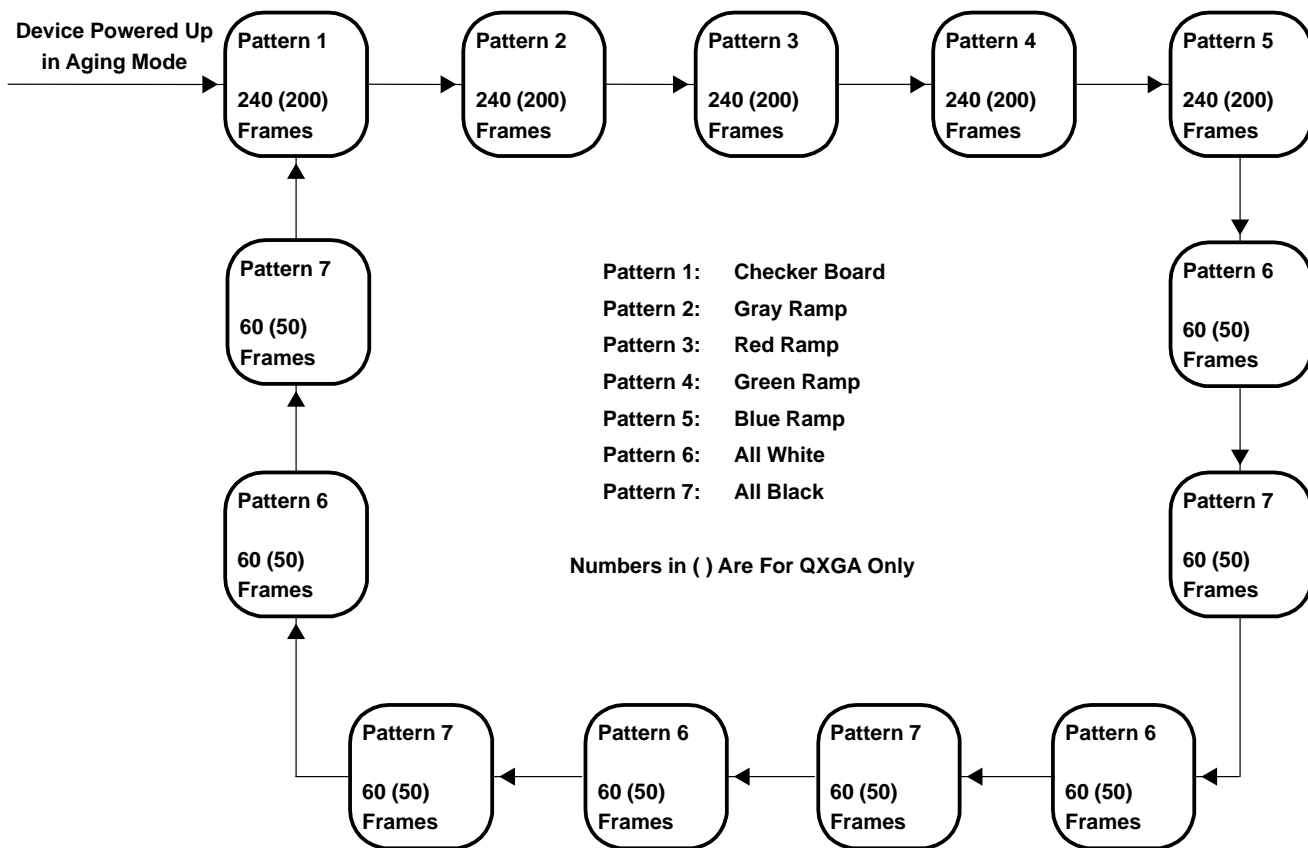 Device Powered Up
in Aging Mode
Pattern 1
240 (200)
Frames
Pattern 2
240 (200)
Frames
Pattern 3
240 (200)
Frames
Pattern 4
240 (200)
Frames
Pattern 5
240 (200)
Frames
Pattern 6
60 (50)
Frames
Pattern 7
60 (50)
Frames
Pattern 6
60 (50)
Frames
Pattern 7
60 (50)
Frames
Pattern 6
60 (50)
Frames
Pattern 7
60 (50)
Frames
Pattern 6
60 (50)
Frames
Pattern 7
60 (50)
Frames
Pattern 1: Checker Board
Pattern 2: Gray Ramp
Pattern 3: Red Ramp
Pattern 4: Green Ramp
Pattern 5: Blue Ramp
Pattern 6: All White
Pattern 7: All Black
Numbers in ( ) Are For QXGA Only